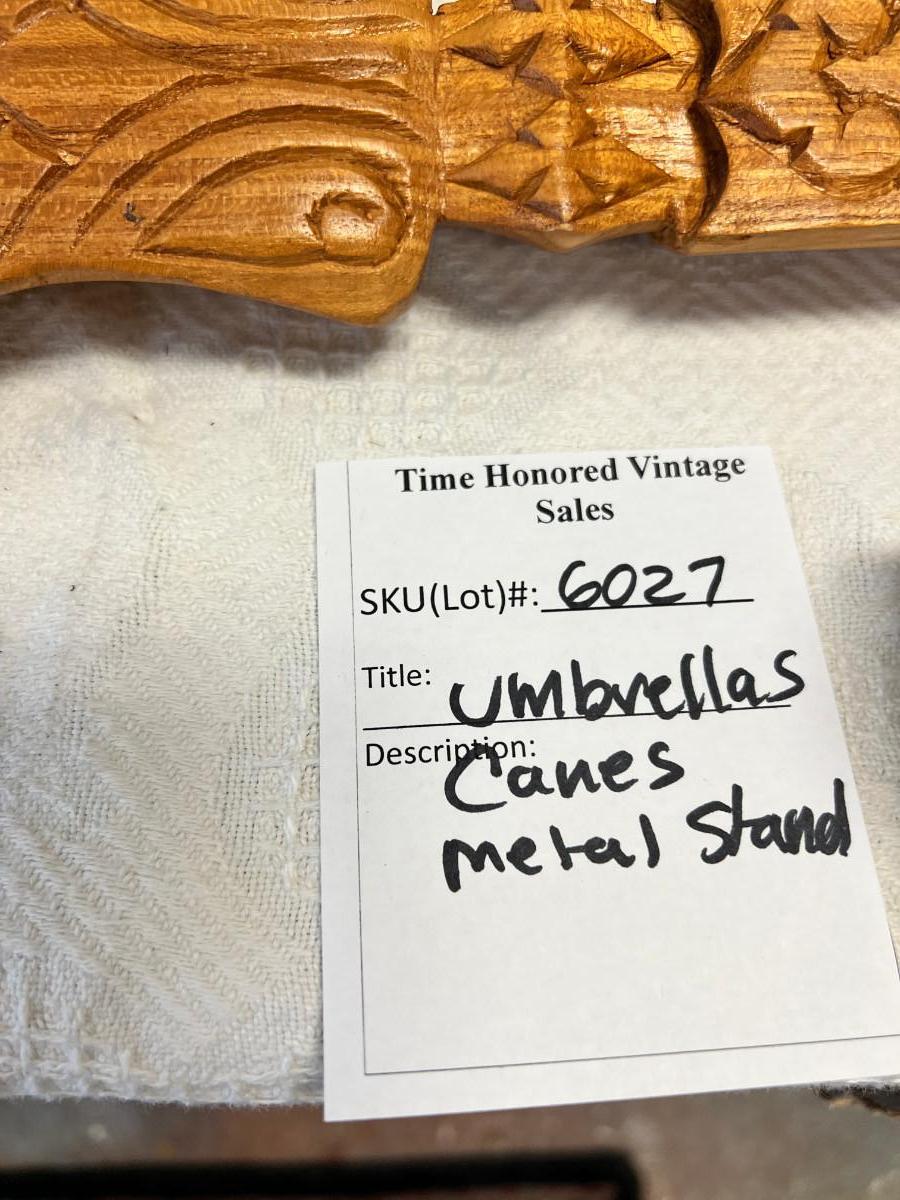 Time Honored Vintage
Sales
SKU(Lot)#: 6027
Title: Umbrellas
Description:
Canes
metal Stand